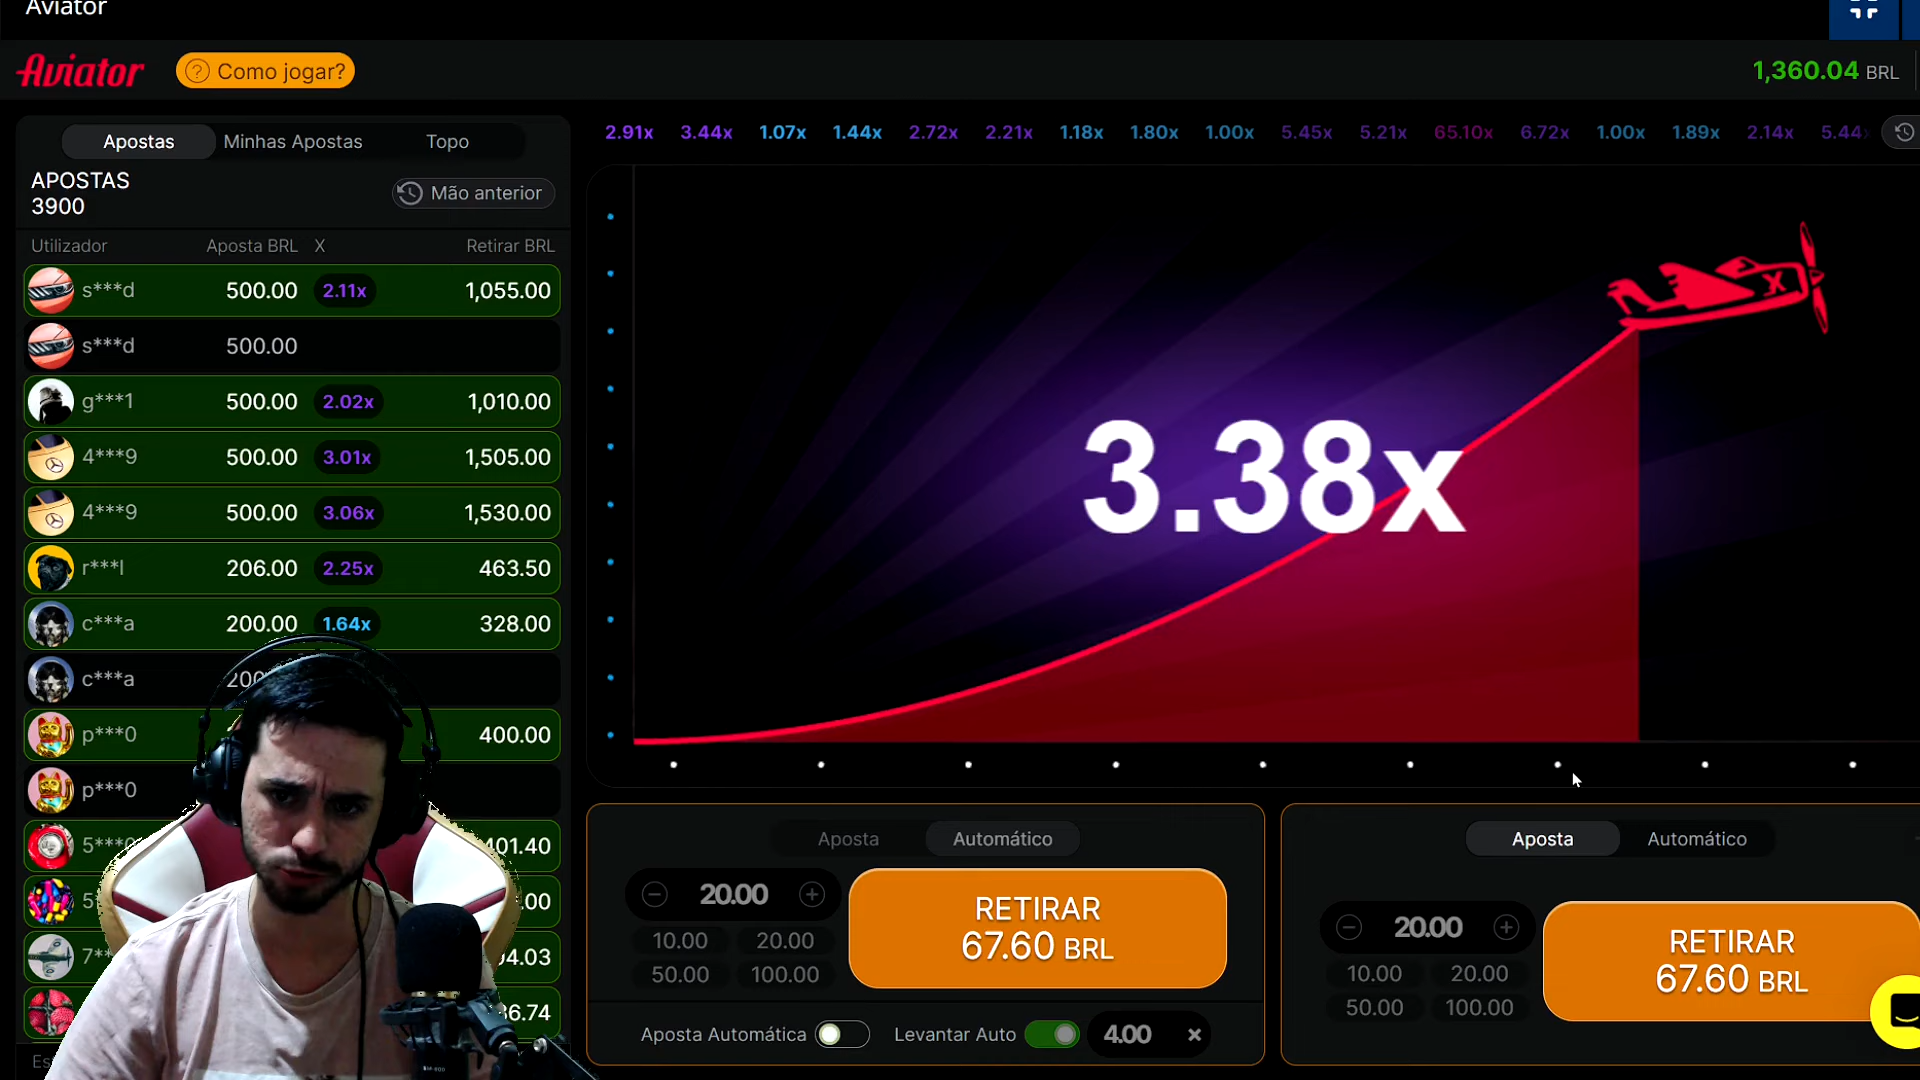 Aviator
Aviator
? Como jogar?
1,360.04 BRL
Apostas Minhas Apostas Topo
2.91x 3.44x 1.07x 1.44x 2.72x 2.21x 1.18x 1.80x 1.00x 5.45x 5.21x 65.10x 6.72x 1.00x 1.89x 2.14x 5.44x
APOSTAS
3900
Mão anterior
Utilizador Aposta BRL X Retirar BRL
s***d 500.00 2.11x 1,055.00
s***d 500.00
g***1 500.00 2.02x 1,010.00
4***9 500.00 3.01x 1,505.00
4***9 500.00 3.06x 1,530.00
r***l 206.00 2.25x 463.50
c***a 200.00 1.64x 328.00
c***a
p***0 400.00
p***0
X
3.38x
Aposta Automático
20.00
10.00 20.00
50.00 100.00
RETIRAR
67.60 BRL
Aposta Automática Levantar Auto 4.00
Aposta Automático
20.00
10.00 20.00
50.00 100.00
RETIRAR
67.60 BRL